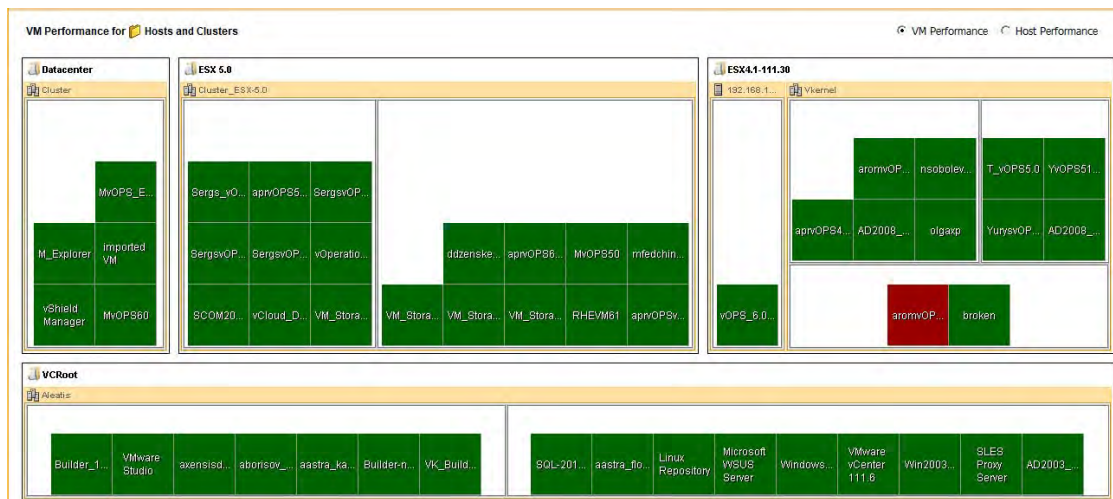 VM Performance for Hosts and Clusters
VM Performance Host Performance
Datacenter
Cluster
MvOPS_E...
M_Explorer
imported
VM
vShield
Manager
MvOPS60
ESX 5.0
Cluster_ESX-5.0
Sergs_vO...
aprvOPS5...
SergsvOP...
SergsvOP...
SergsvOP...
vOperatio...
SCOM20...
vCloud_D...
VM_Stora...
ddzenske...
aprvOPS6...
MvOPS50
mfedchin...
VM_Stora...
VM_Stora...
VM_Stora...
RHEVM61
aprvOPSv...
ESX4.1-111.30
192.168.1...
vOPS_6.0...
Vkernel
aromvOP...
nsobolev...
aprvOPS4...
AD2008_...
olgaxp
T_vOPS5.0
YvOPS51...
YurysvOP...
AD2008_...
aromvOP...
broken
VCRoot
Aleatis
Builder_1...
VMware
Studio
axensisd...
aborisov_...
aastra_ka...
Builder-n...
VK_Build...
SQL-201...
aastra_flo...
Linux
Repository
Microsoft
WSUS
Server
Windows...
VMware
vCenter
111.6
Win2003...
SLES
Proxy
Server
AD2003_...